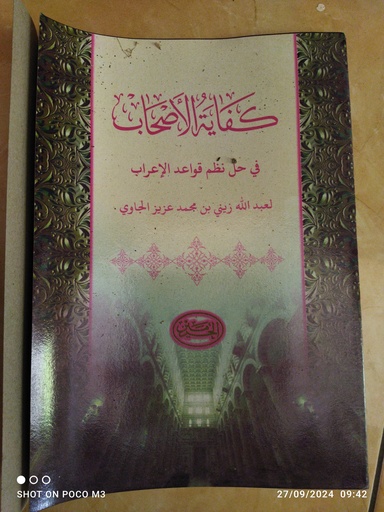 كفاية الأصحاب
في حل نظم قواعد الإعراب
لعبد الله زيني بن محمد عزيز الجاوي
SHOT ON POCO M3
27/09/2024 09:42